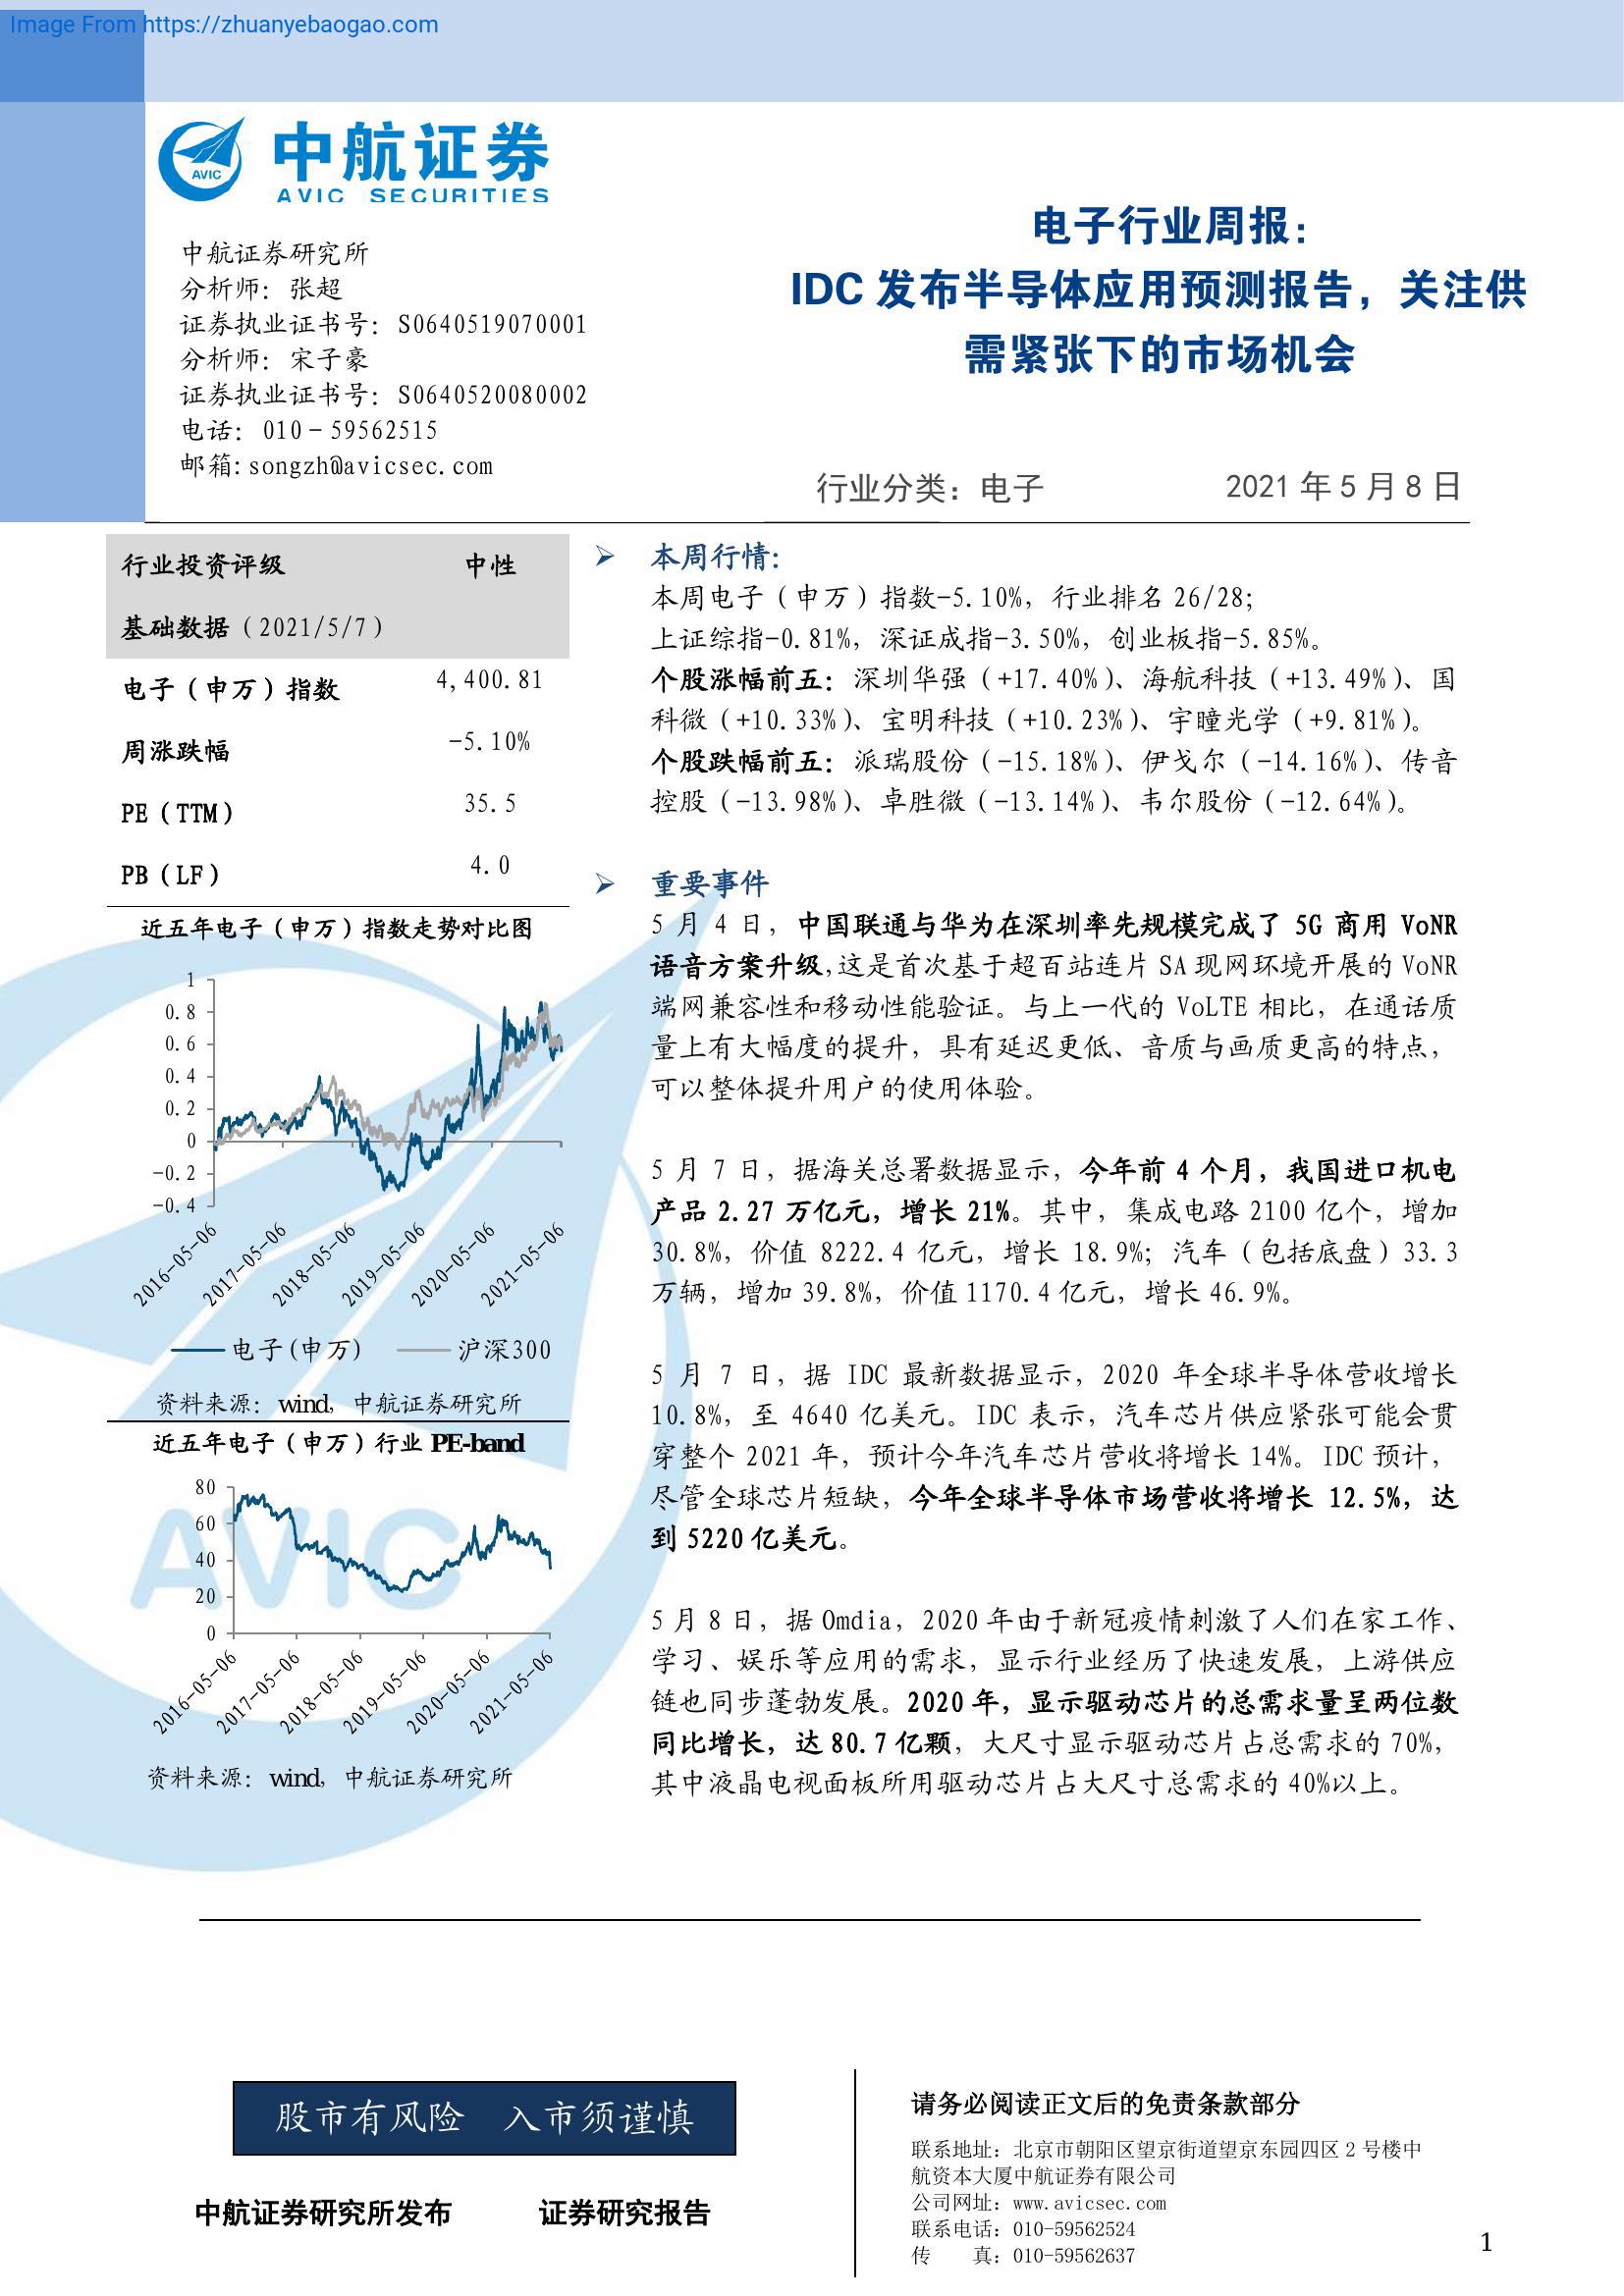 Image From https://zhuanyebaogao.com
AVIC
中航证券
AVIC SECURITIES
电子行业周报：
IDC 发布半导体应用预测报告，关注供
需紧张下的市场机会
中航证券研究所
分析师：张超
证券执业证书号：S0640519070001
分析师：宋子豪
证券执业证书号：S0640520080002
电话：010－59562515
邮箱:songzh@avicsec.com
行业分类：电子 2021 年 5 月 8 日
行业投资评级 中性
基础数据（2021/5/7）
电子（申万）指数 4,400.81
周涨跌幅 -5.10%
PE（TTM） 35.5
PB（LF） 4.0
近五年电子（申万）指数走势对比图
1
0.8
0.6
0.4
0.2
0
-0.2
-0.4
2016-05-06
2017-05-06
2018-05-06
2019-05-06
2020-05-06
2021-05-06
电子(申万) 沪深300
资料来源：wind，中航证券研究所
近五年电子（申万）行业 PE-band
80
60
40
20
0
2016-05-06
2017-05-06
2018-05-06
2019-05-06
2020-05-06
2021-05-06
AVIC
资料来源：wind，中航证券研究所
➢ 本周行情：
本周电子（申万）指数-5.10%，行业排名 26/28；
上证综指-0.81%，深证成指-3.50%，创业板指-5.85%。
个股涨幅前五：深圳华强（+17.40%）、海航科技（+13.49%）、国
科微（+10.33%）、宝明科技（+10.23%）、宇瞳光学（+9.81%）。
个股跌幅前五：派瑞股份（-15.18%）、伊戈尔（-14.16%）、传音
控股（-13.98%）、卓胜微（-13.14%）、韦尔股份（-12.64%）。
➢ 重要事件
5 月 4 日，中国联通与华为在深圳率先规模完成了 5G 商用 VoNR
语音方案升级,这是首次基于超百站连片 SA 现网环境开展的 VoNR
端网兼容性和移动性能验证。与上一代的 VoLTE 相比，在通话质
量上有大幅度的提升，具有延迟更低、音质与画质更高的特点，
可以整体提升用户的使用体验。
5 月 7 日，据海关总署数据显示，今年前 4 个月，我国进口机电
产品 2.27 万亿元，增长 21%。其中，集成电路 2100 亿个，增加
30.8%，价值 8222.4 亿元，增长 18.9%；汽车（包括底盘）33.3
万辆，增加 39.8%，价值 1170.4 亿元，增长 46.9%。
5 月 7 日，据 IDC 最新数据显示，2020 年全球半导体营收增长
10.8%，至 4640 亿美元。IDC 表示，汽车芯片供应紧张可能会贯
穿整个 2021 年，预计今年汽车芯片营收将增长 14%。IDC 预计，
尽管全球芯片短缺，今年全球半导体市场营收将增长 12.5%，达
到 5220 亿美元。
5 月 8 日，据 Omdia，2020 年由于新冠疫情刺激了人们在家工作、
学习、娱乐等应用的需求，显示行业经历了快速发展，上游供应
链也同步蓬勃发展。2020 年，显示驱动芯片的总需求量呈两位数
同比增长，达 80.7 亿颗，大尺寸显示驱动芯片占总需求的 70%，
其中液晶电视面板所用驱动芯片占大尺寸总需求的 40%以上。
股市有风险 入市须谨慎
中航证券研究所发布 证券研究报告
请务必阅读正文后的免责条款部分
联系地址：北京市朝阳区望京街道望京东园四区 2 号楼中
航资本大厦中航证券有限公司
公司网址：www.avicsec.com
联系电话：010-59562524
传 真：010-59562637
1